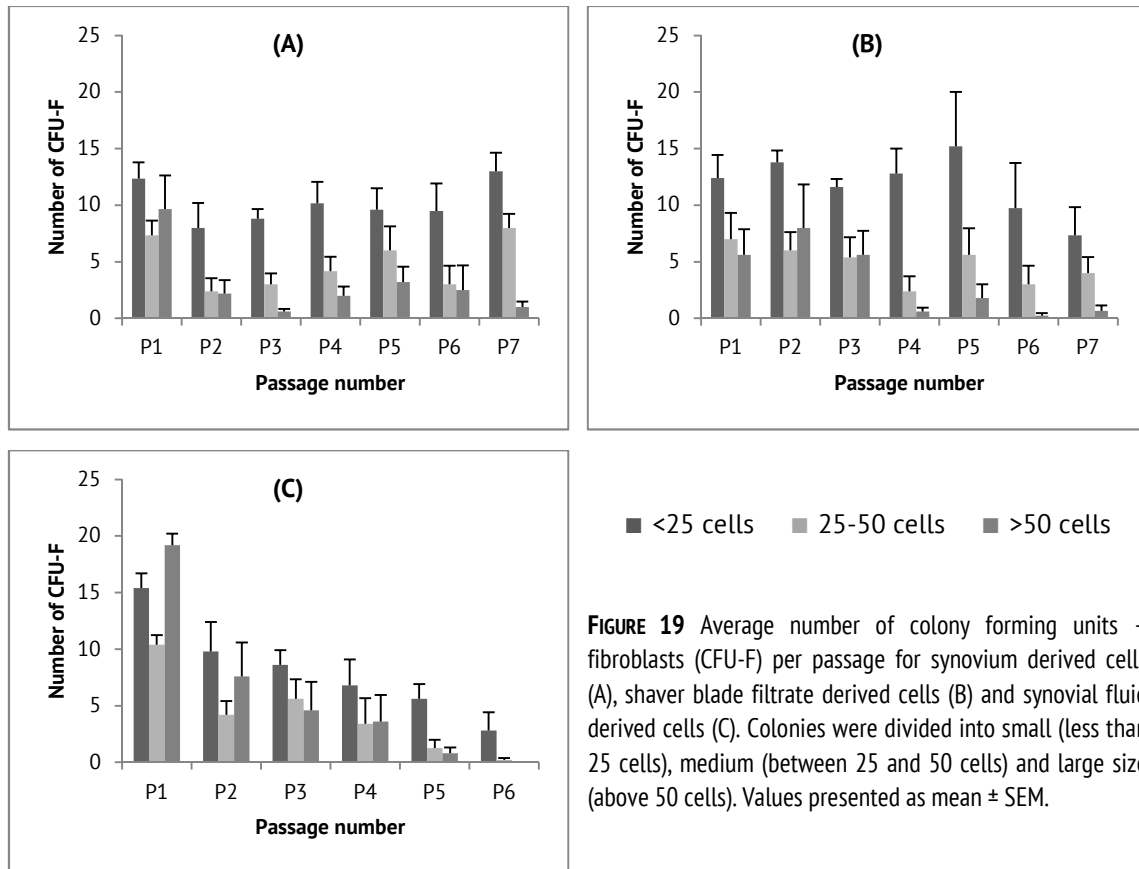 (A)
25
20
15
10
5
0
Number of CFU-F
P1 P2 P3 P4 P5 P6 P7
Passage number
(B)
25
20
15
10
5
0
Number of CFU-F
P1 P2 P3 P4 P5 P6 P7
Passage number
(C)
25
20
15
10
5
0
Number of CFU-F
P1 P2 P3 P4 P5 P6
Passage number
<25 cells 25-50 cells >50 cells
FIGURE 19 Average number of colony forming units -
fibroblasts (CFU-F) per passage for synovium derived cell
(A), shaver blade filtrate derived cells (B) and synovial fluid
derived cells (C). Colonies were divided into small (less than
25 cells), medium (between 25 and 50 cells) and large size
(above 50 cells). Values presented as mean ± SEM.